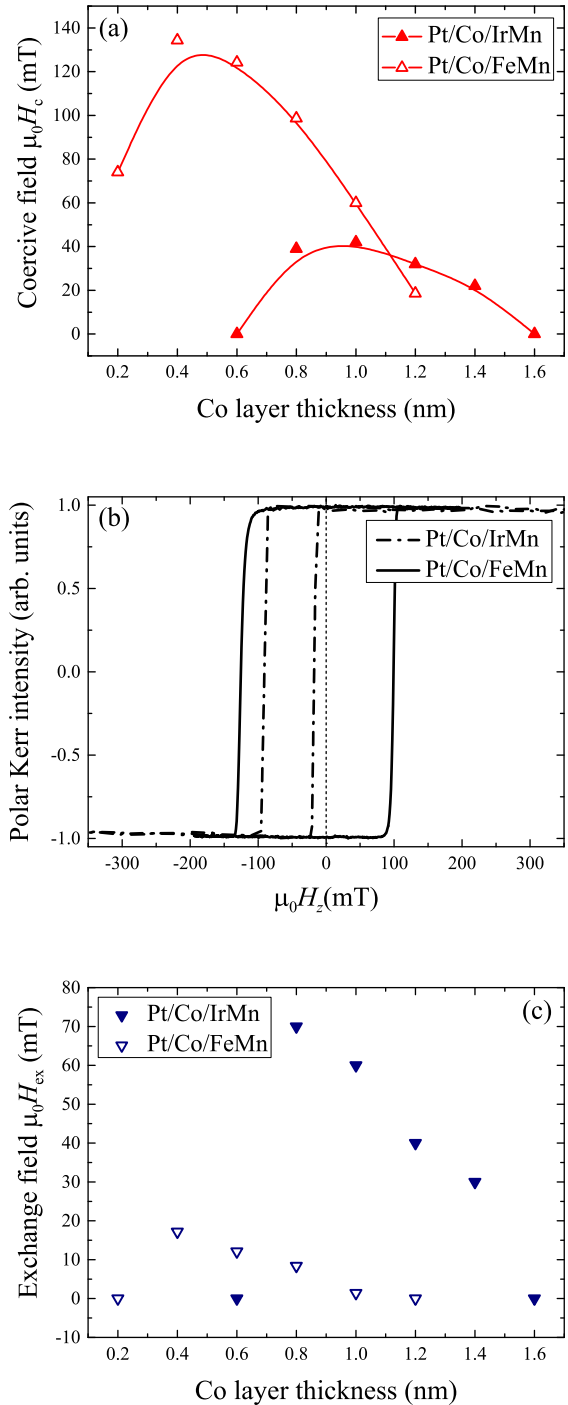 (a)
Pt/Co/IrMn
Pt/Co/FeMn
Coercive field μ₀H_c (mT)
140
120
100
80
60
40
20
0
0.2 0.4 0.6 0.8 1.0 1.2 1.4 1.6
Co layer thickness (nm)
(b)
Pt/Co/IrMn
Pt/Co/FeMn
Polar Kerr intensity (arb. units)
1.0
0.5
0.0
-0.5
-1.0
-300 -200 -100 0 100 200 300
μ₀H_z(mT)
(c)
Pt/Co/IrMn
Pt/Co/FeMn
Exchange field μ₀H_ex (mT)
80
70
60
50
40
30
20
10
0
-10
0.2 0.4 0.6 0.8 1.0 1.2 1.4 1.6
Co layer thickness (nm)